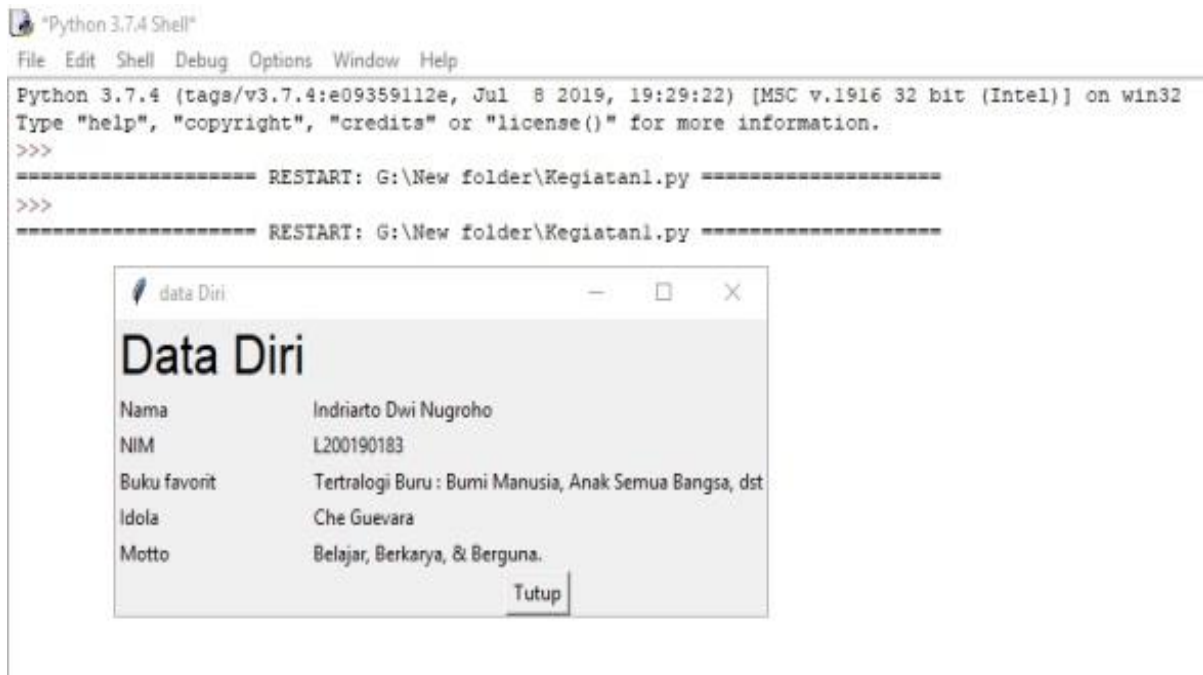 *Python 3.7.4 Shell*
File Edit Shell Debug Options Window Help
Python 3.7.4 (tags/v3.7.4:e09359112e, Jul  8 2019, 19:29:22) [MSC v.1916 32 bit (Intel)] on win32
Type "help", "copyright", "credits" or "license()" for more information.
>>>
==================== RESTART: G:\New folder\Kegiatan1.py ====================
>>>
==================== RESTART: G:\New folder\Kegiatan1.py ====================
data Diri
Data Diri
Nama Indriarto Dwi Nugroho
NIM L200190183
Buku favorit Tertralogi Buru : Bumi Manusia, Anak Semua Bangsa, dst
Idola Che Guevara
Motto Belajar, Berkarya, & Berguna.
Tutup